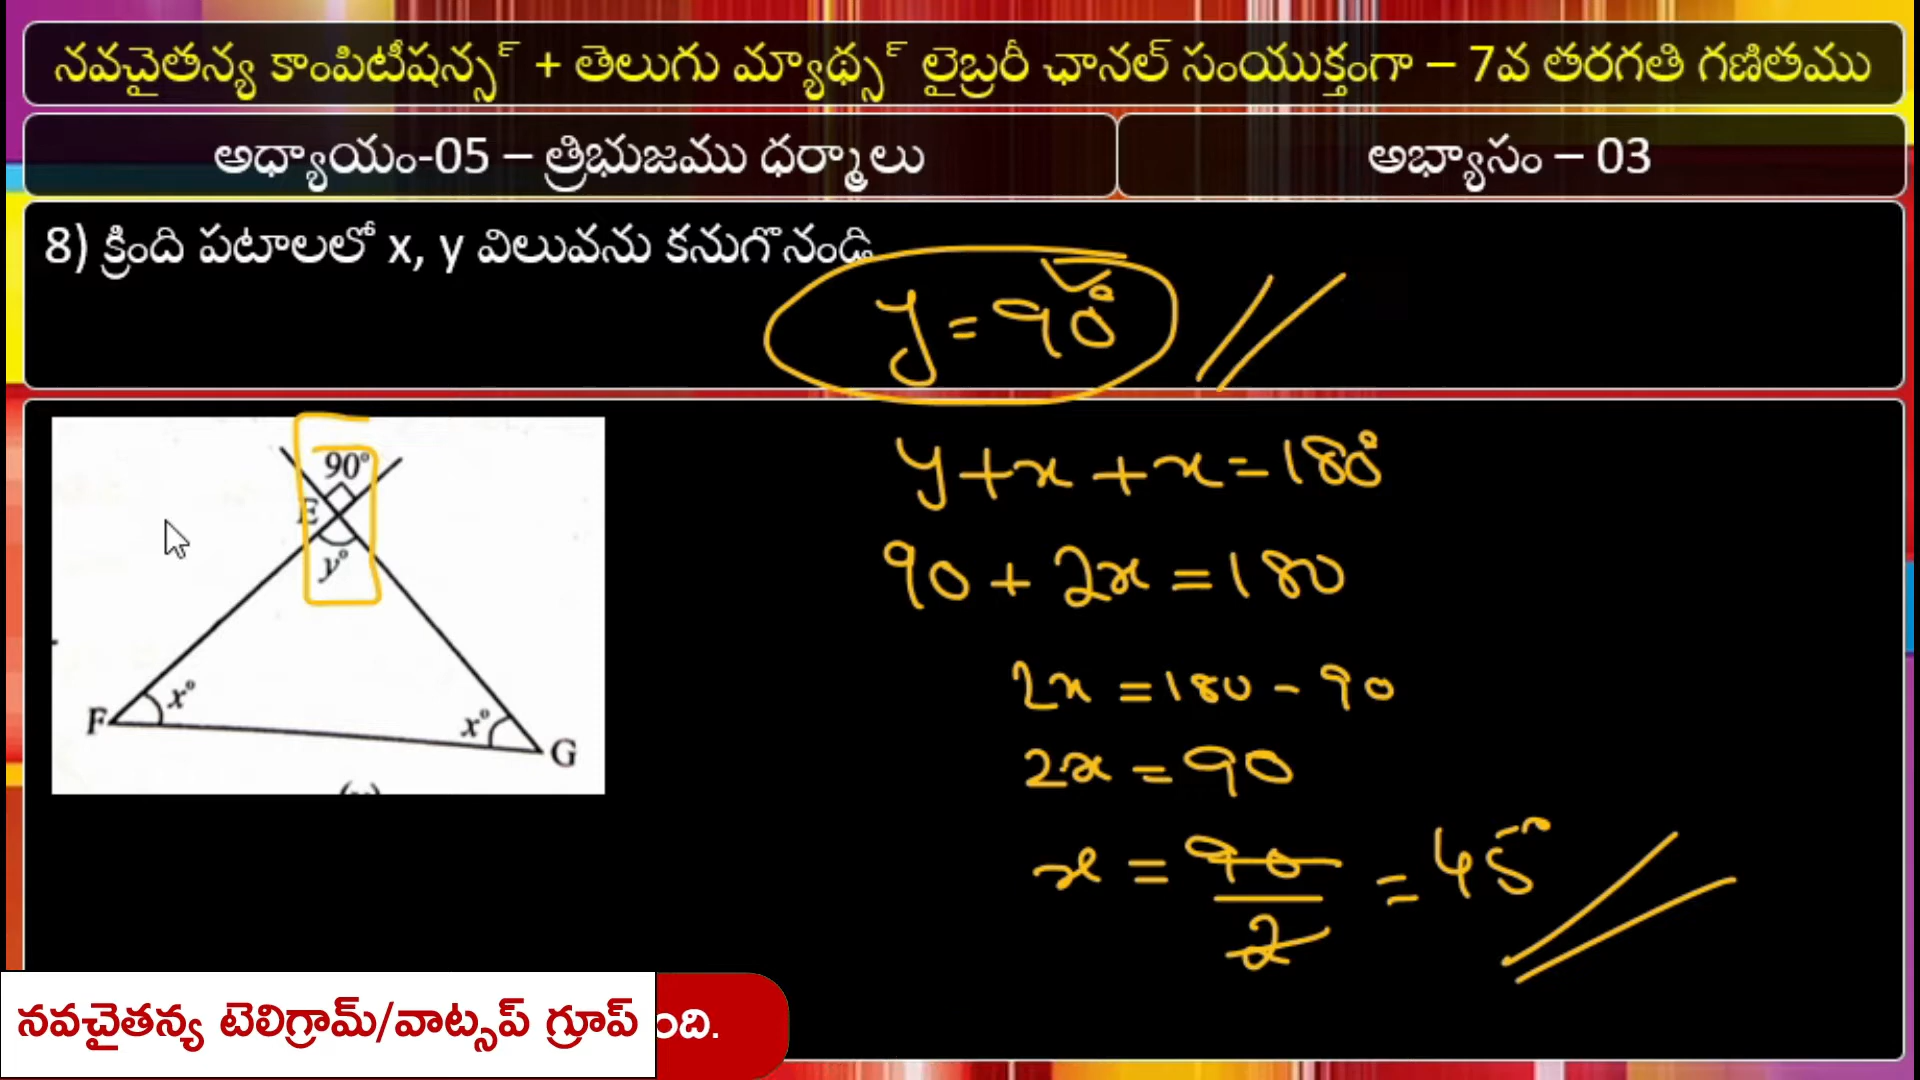 నవచైతన్య కాంపిటీషన్స్ + తెలుగు మ్యాథ్స్ లైబ్రరీ ఛానల్ సంయుక్తంగా – 7వ తరగతి గణితము
అధ్యాయం-05 – త్రిభుజము ధర్మాలు
అభ్యాసం – 03
8) క్రింది పటాలలో x, y విలువను కనుగొనండి
y = 90°
90°
E
y°
F x°
x° G
y + x + x = 180°
90 + 2x = 180
2x = 180 - 90
2x = 90
x = 90/2 = 45°
నవచైతన్య టెలిగ్రామ్/వాట్సప్ గ్రూప్ ంది.